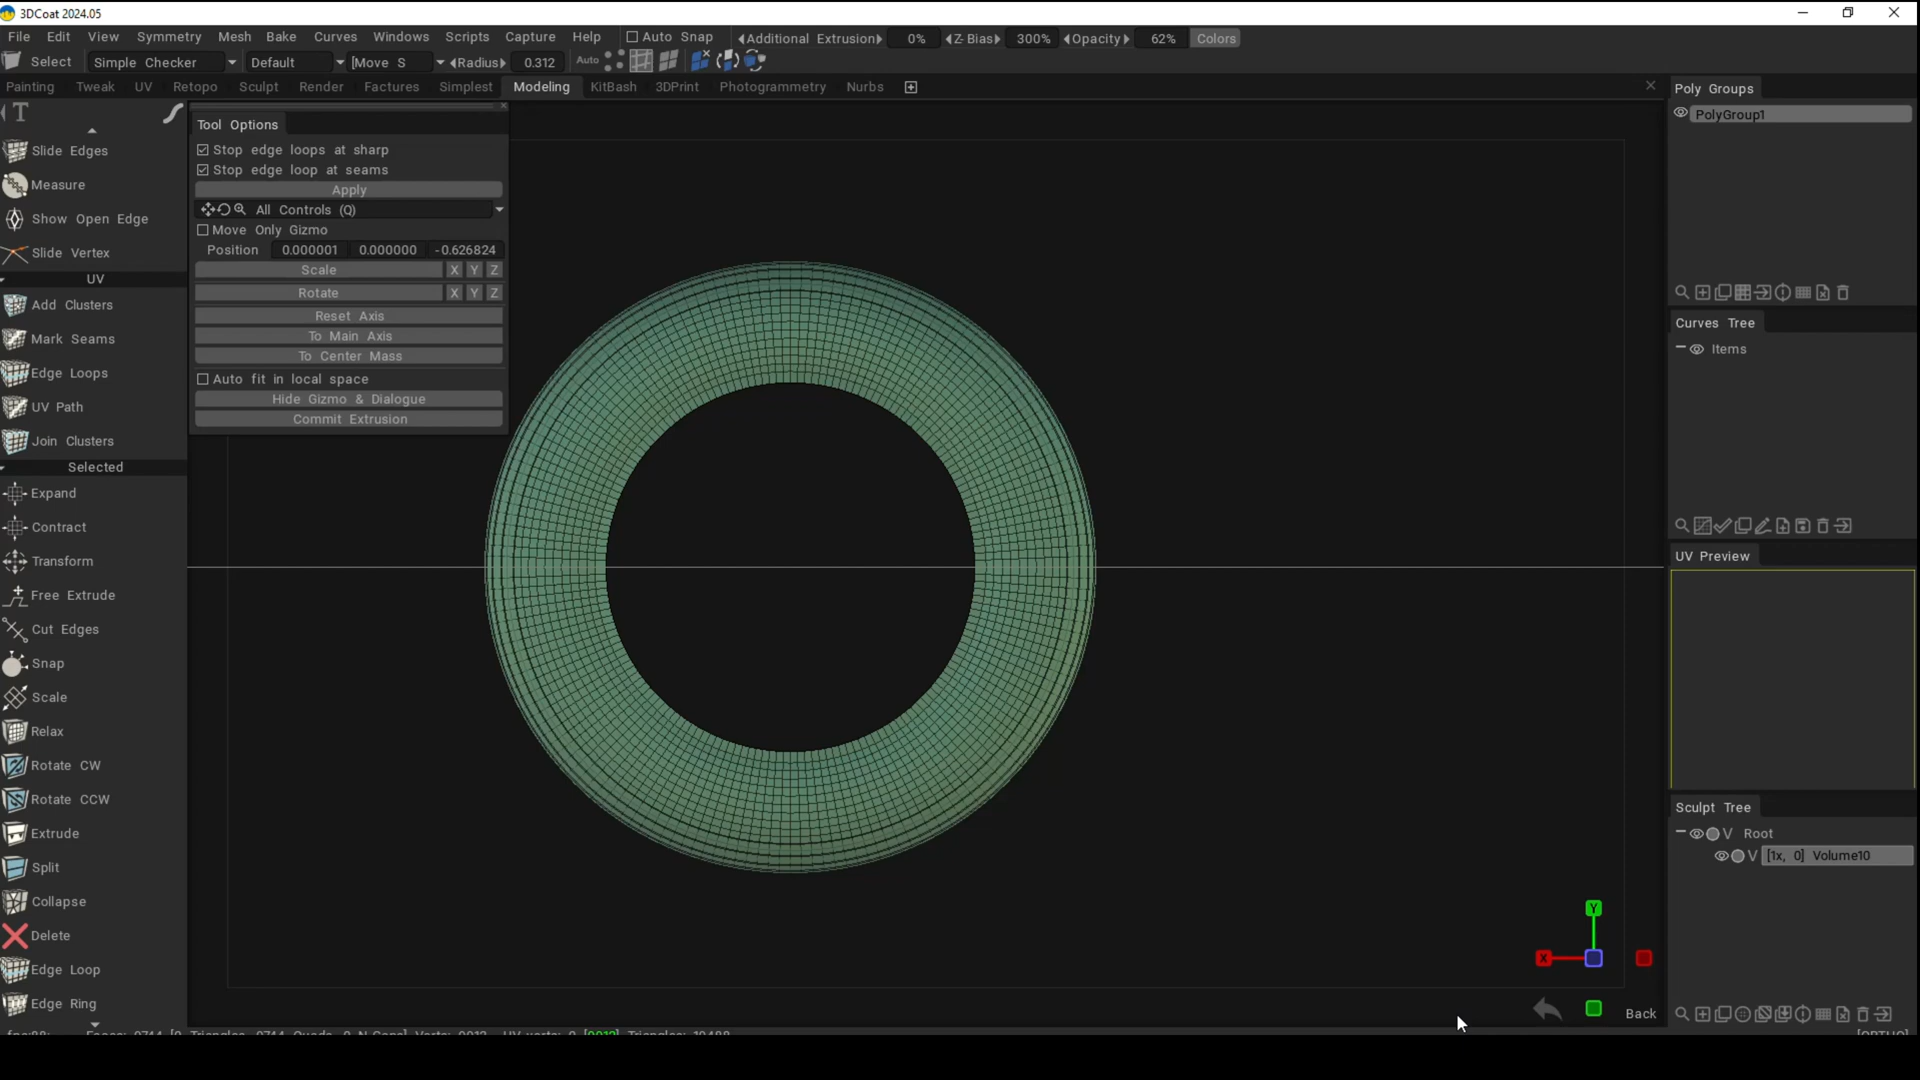 3DCoat 2024.05
File Edit View Symmetry Mesh Bake Curves Windows Scripts Capture Help Auto Snap Additional Extrusion 0% Z-Bias 300% Opacity 62% Colors
Select Simple Checker Default [Move S Radius 0.312 Auto
Painting Tweak UV Retopo Sculpt Render Factures Simplest Modeling KitBash 3DPrint Photogrammetry Nurbs
T
Slide Edges
Measure
Show Open Edge
Slide Vertex
UV
Add Clusters
Mark Seams
Edge Loops
UV Path
Join Clusters
Selected
Expand
Contract
Transform
Free Extrude
Cut Edges
Snap
Scale
Relax
Rotate CW
Rotate CCW
Extrude
Split
Collapse
Delete
Edge Loop
Edge Ring
Tool Options
Stop edge loops at sharp
Stop edge loop at seams
Apply
All Controls (Q)
Move Only Gizmo
Position 0.000001 0.000000 -0.626824
Scale X Y Z
Rotate X Y Z
Reset Axis
To Main Axis
To Center Mass
Auto fit in local space
Hide Gizmo & Dialogue
Commit Extrusion
Y
X
Back
Poly Groups
PolyGroup1
Curves Tree
Items
UV Preview
Sculpt Tree
V Root
V [1x, 0] Volume10